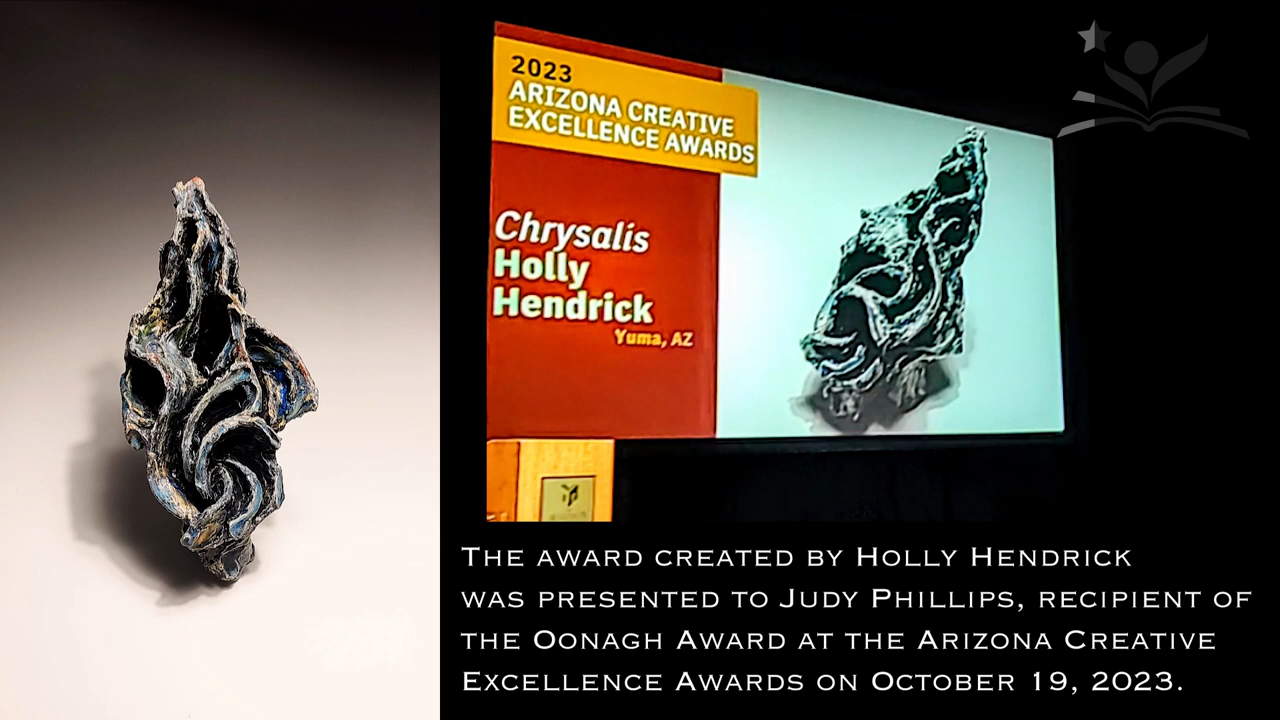 2023
ARIZONA CREATIVE
EXCELLENCE AWARDS
Chrysalis
Holly
Hendrick
Yuma, AZ
THE AWARD CREATED BY HOLLY HENDRICK
WAS PRESENTED TO JUDY PHILLIPS, RECIPIENT OF
THE OONAGH AWARD AT THE ARIZONA CREATIVE
EXCELLENCE AWARDS ON OCTOBER 19, 2023.